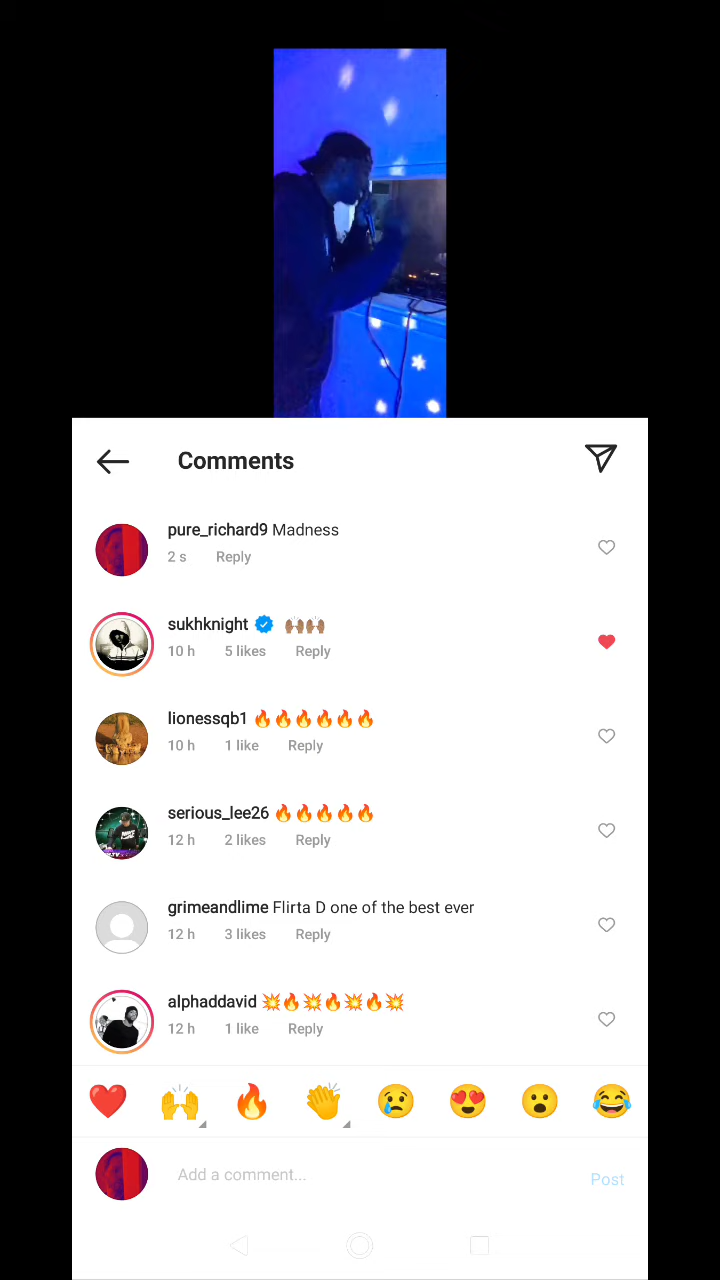 Comments
pure_richard9 Madness
2 s Reply
sukhknight 🙌🏽🙌🏽
10 h 5 likes Reply
lionessqb1 🔥🔥🔥🔥🔥🔥
10 h 1 like Reply
serious_lee26 🔥🔥🔥🔥🔥
12 h 2 likes Reply
grimeandlime Flirta D one of the best ever
12 h 3 likes Reply
alphaddavid 💥🔥💥🔥💥🔥💥
12 h 1 like Reply
Add a comment...
Post